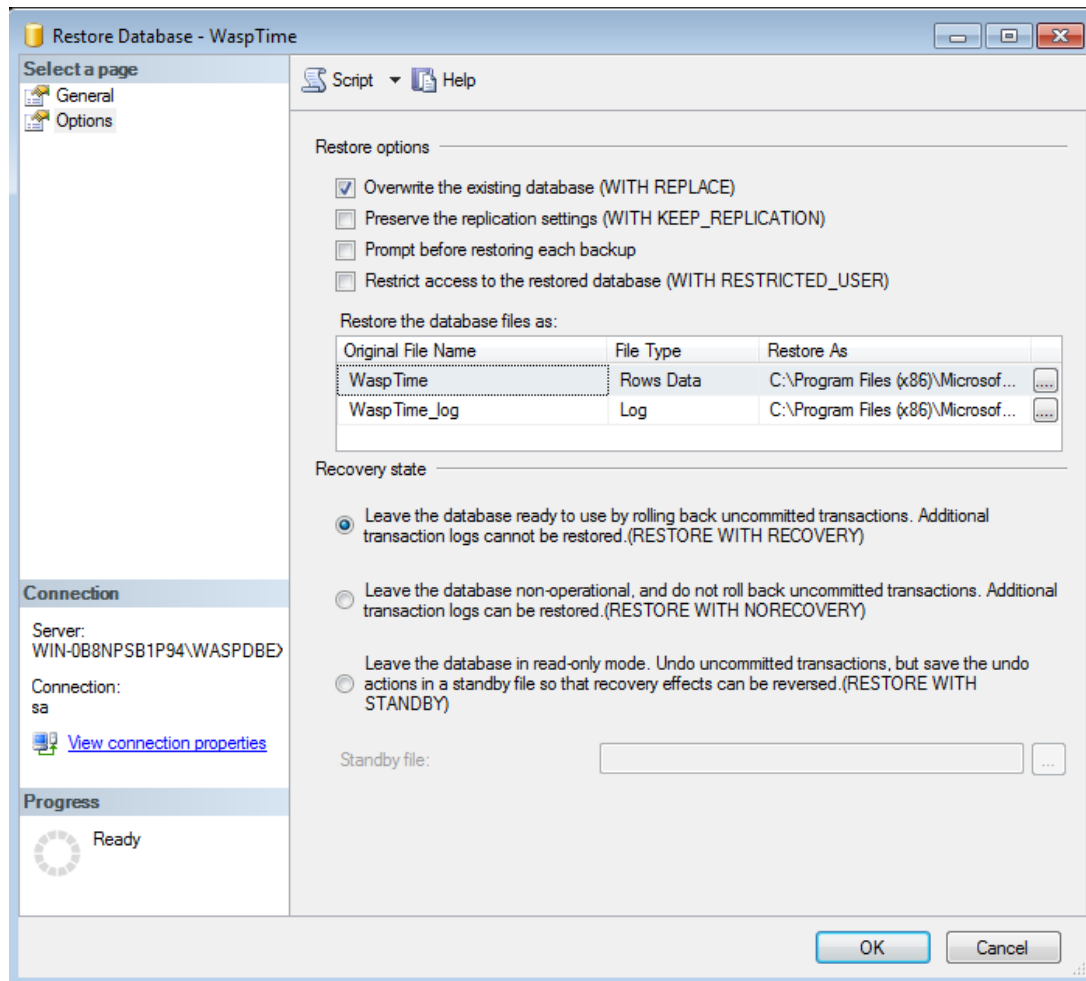 Restore Database - WaspTime
Select a page
General
Options
Script
Help
Restore options
Overwrite the existing database (WITH REPLACE)
Preserve the replication settings (WITH KEEP_REPLICATION)
Prompt before restoring each backup
Restrict access to the restored database (WITH RESTRICTED_USER)
Restore the database files as:
Original File Name File Type Restore As
WaspTime Rows Data C:\Program Files (x86)\Microsof... ....
WaspTime_log Log C:\Program Files (x86)\Microsof... ....
Recovery state
Leave the database ready to use by rolling back uncommitted transactions. Additional
transaction logs cannot be restored.(RESTORE WITH RECOVERY)
Leave the database non-operational, and do not roll back uncommitted transactions. Additional
transaction logs can be restored.(RESTORE WITH NORECOVERY)
Leave the database in read-only mode. Undo uncommitted transactions, but save the undo
actions in a standby file so that recovery effects can be reversed.(RESTORE WITH
STANDBY)
Standby file: ...
Connection
Server:
WIN-0B8NPSB1P94\WASPDBEX
Connection:
sa
View connection properties
Progress
Ready
OK Cancel